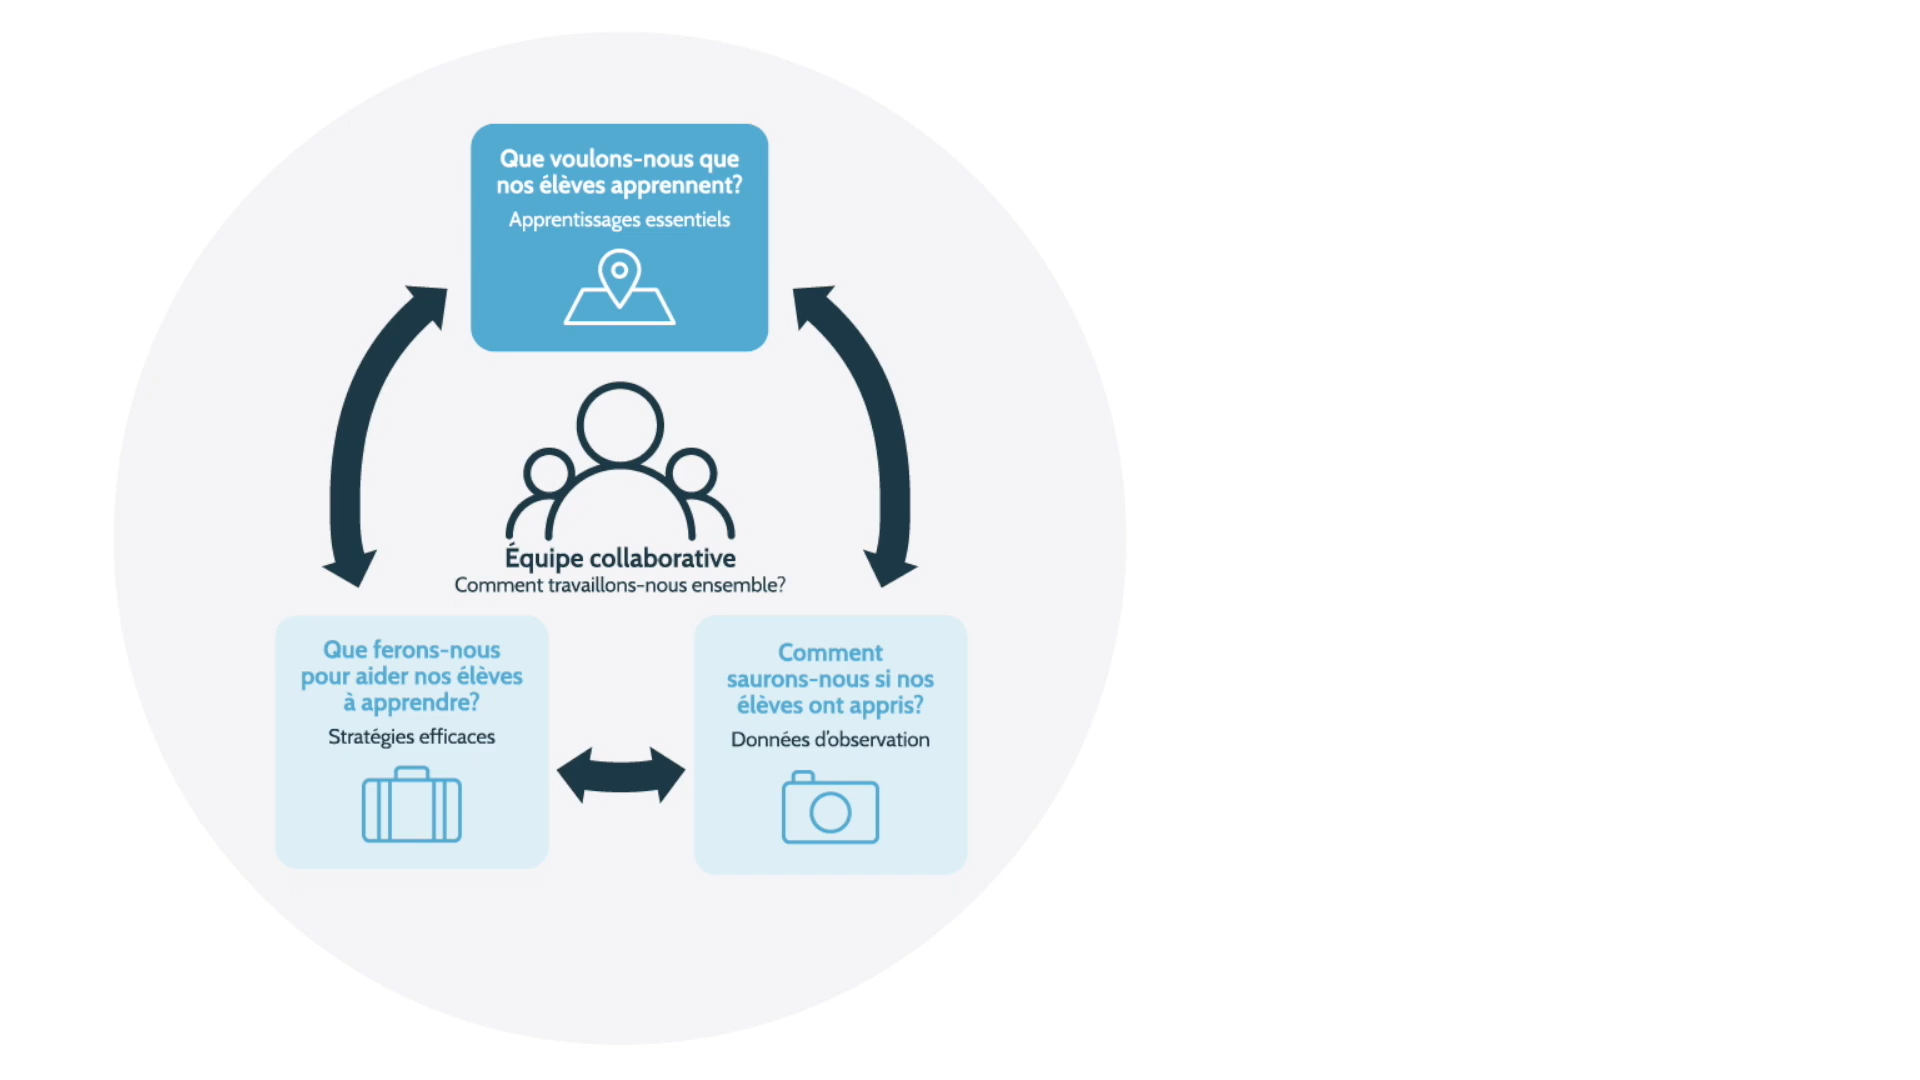 Que voulons-nous que
nos élèves apprennent?
Apprentissages essentiels
Équipe collaborative
Comment travaillons-nous ensemble?
Que ferons-nous
pour aider nos élèves
à apprendre?
Stratégies efficaces
Comment
saurons-nous si nos
élèves ont appris?
Données d'observation